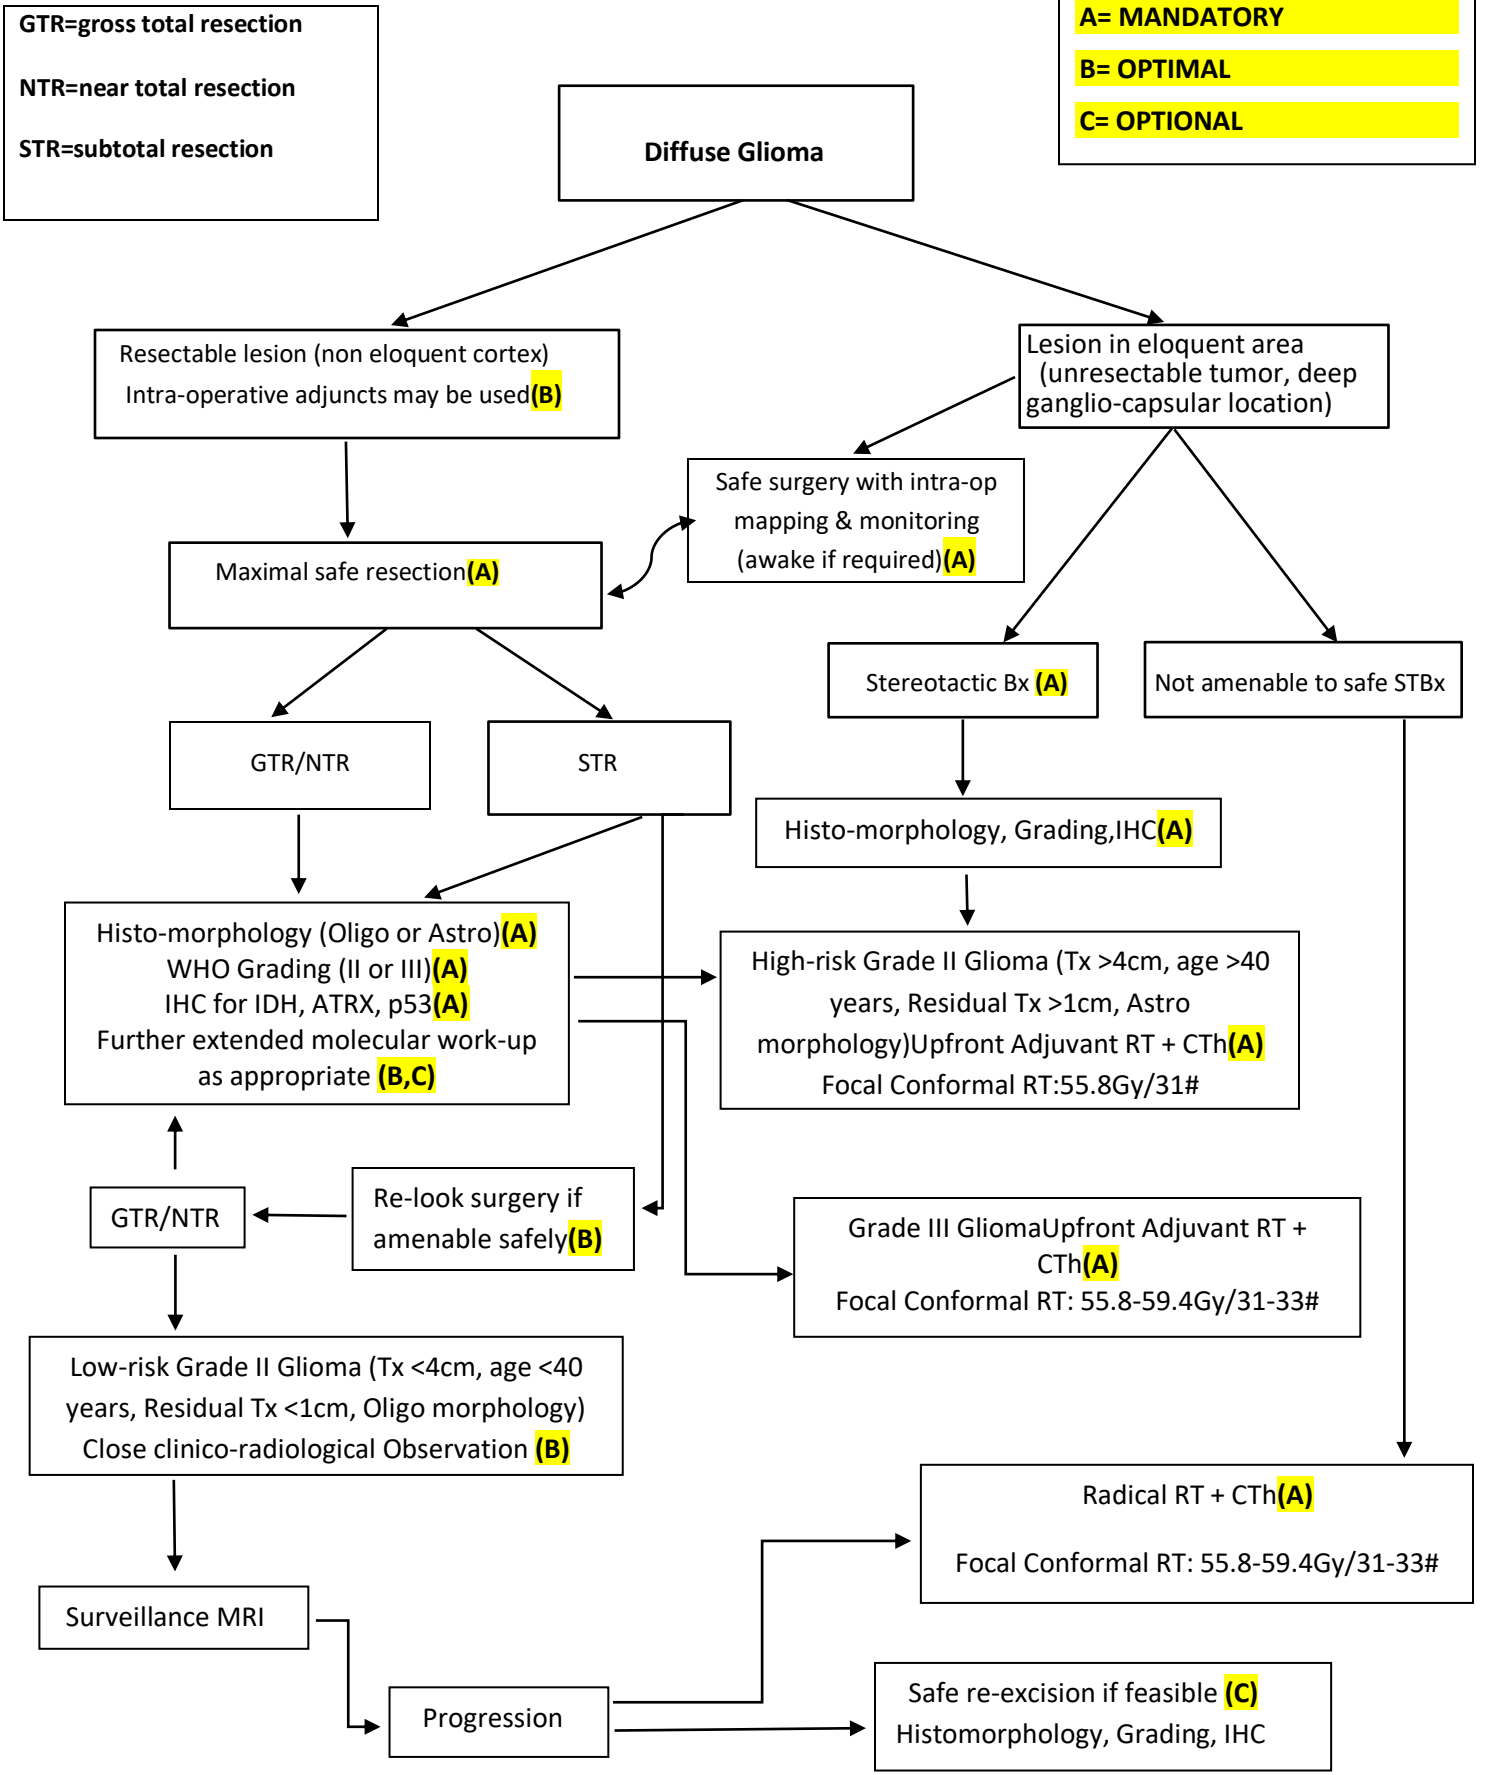 GTR=gross total resection
NTR=near total resection
STR=subtotal resection
A= MANDATORY
B= OPTIMAL
C= OPTIONAL
Diffuse Glioma
Resectable lesion (non eloquent cortex)
Intra-operative adjuncts may be used(B)
Lesion in eloquent area
(unresectable tumor, deep
ganglio-capsular location)
Safe surgery with intra-op
mapping & monitoring
(awake if required)(A)
Maximal safe resection(A)
Stereotactic Bx (A)
Not amenable to safe STBx
GTR/NTR
STR
Histo-morphology, Grading,IHC(A)
Histo-morphology (Oligo or Astro)(A)
WHO Grading (II or III)(A)
IHC for IDH, ATRX, p53(A)
Further extended molecular work-up
as appropriate (B,C)
High-risk Grade II Glioma (Tx >4cm, age >40
years, Residual Tx >1cm, Astro
morphology)Upfront Adjuvant RT + CTh(A)
Focal Conformal RT:55.8Gy/31#
GTR/NTR
Re-look surgery if
amenable safely(B)
Grade III GliomaUpfront Adjuvant RT +
CTh(A)
Focal Conformal RT: 55.8-59.4Gy/31-33#
Low-risk Grade II Glioma (Tx <4cm, age <40
years, Residual Tx <1cm, Oligo morphology)
Close clinico-radiological Observation (B)
Radical RT + CTh(A)
Focal Conformal RT: 55.8-59.4Gy/31-33#
Surveillance MRI
Progression
Safe re-excision if feasible (C)
Histomorphology, Grading, IHC